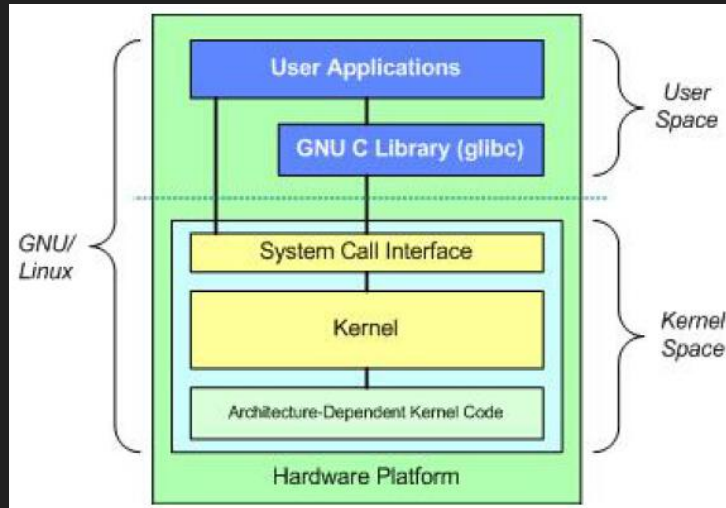 User Applications
GNU C Library (glibc)
User
Space
GNU/
Linux
System Call Interface
Kernel
Kernel
Space
Architecture-Dependent Kernel Code
Hardware Platform